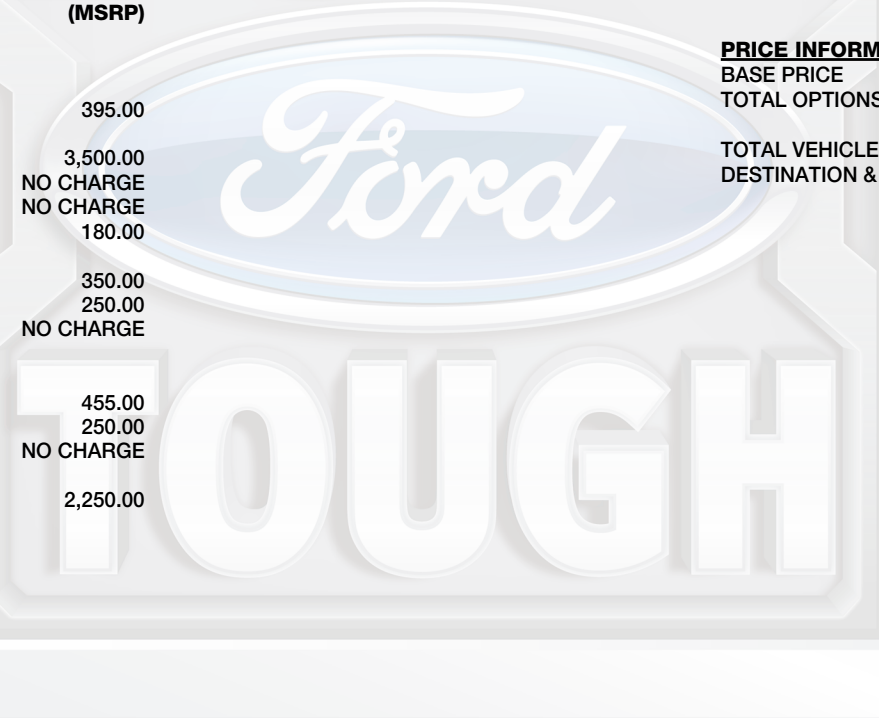 (MSRP)
395.00
3,500.00
NO CHARGE
NO CHARGE
180.00
350.00
250.00
NO CHARGE
455.00
250.00
NO CHARGE
2,250.00
PRICE INFORM
BASE PRICE
TOTAL OPTIONS
TOTAL VEHICLE
DESTINATION &
Ford
TOUGH